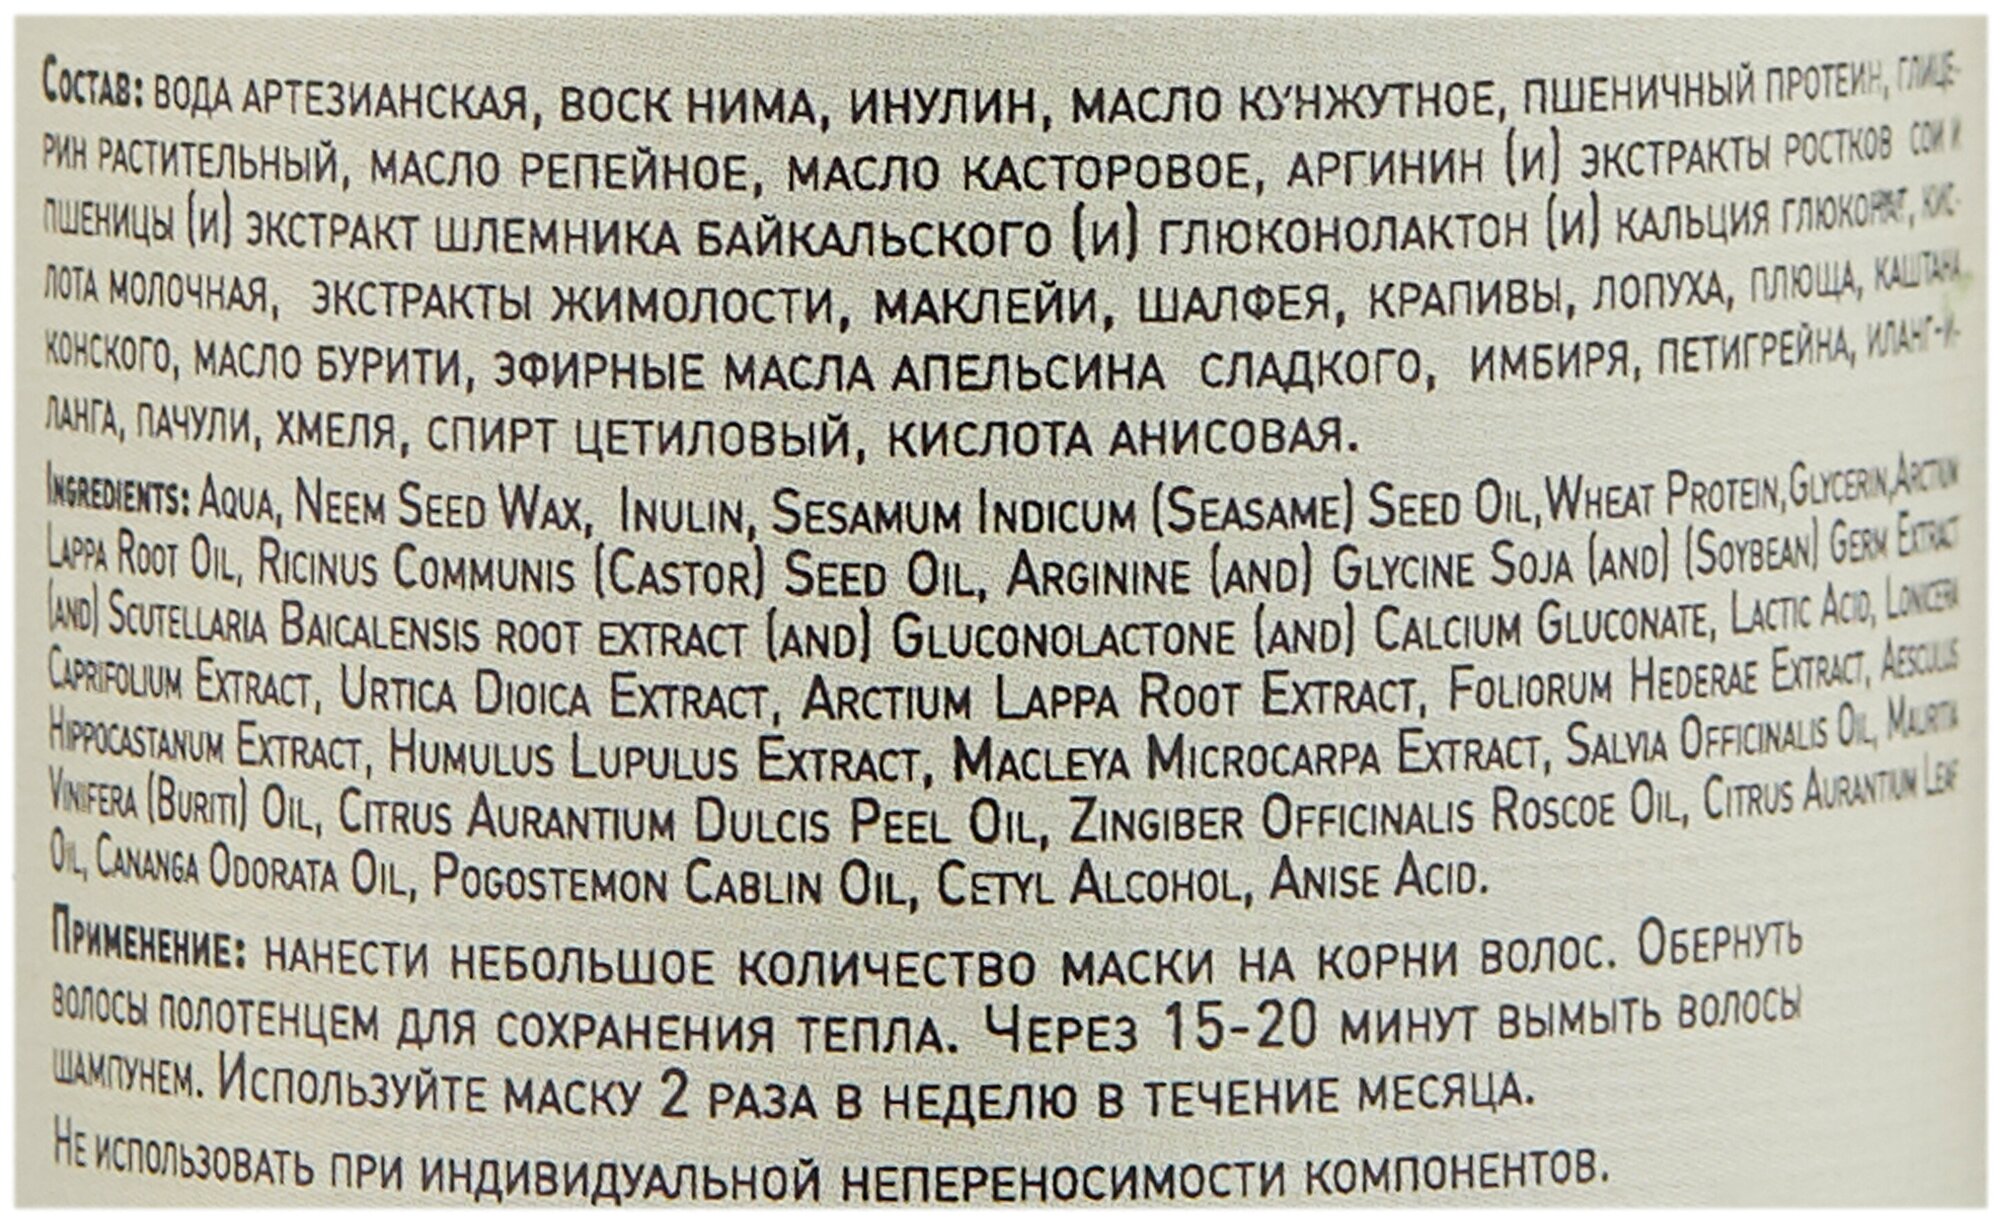 Состав: вода артезианская, воск нима, инулин, масло кунжутное, пшеничный протеин, глице-
рин растительный, масло репейное, масло касторовое, аргинин (и) экстракты ростков сои и
пшеницы (и) экстракт шлемника байкальского (и) глюконолактон (и) кальция глюконат, кис-
лота молочная, экстракты жимолости, маклейи, шалфея, крапивы, лопуха, плюща, каштана
конского, масло бурити, эфирные масла апельсина сладкого, имбиря, петигрейна, иланг-и-
ланга, пачули, хмеля, спирт цетиловый, кислота анисовая.
Ingredients: Aqua, Neem Seed Wax, Inulin, Sesamum Indicum (Seasame) Seed Oil, Wheat Protein, Glycerin, Arctium
Lappa Root Oil, Ricinus Communis (Castor) Seed Oil, Arginine (and) Glycine Soja (and) (Soybean) Germ Extract
(and) Scutellaria Baicalensis root extract (and) Gluconolactone (and) Calcium Gluconate, Lactic Acid, Lonicera
Caprifolium Extract, Urtica Dioica Extract, Arctium Lappa Root Extract, Foliorum Hederae Extract, Aesculus
Hippocastanum Extract, Humulus Lupulus Extract, Macleya Microcarpa Extract, Salvia Officinalis Oil, Mauritia
Vinifera (Buriti) Oil, Citrus Aurantium Dulcis Peel Oil, Zingiber Officinalis Roscoe Oil, Citrus Aurantium Leaf
Oil, Cananga Odorata Oil, Pogostemon Cablin Oil, Cetyl Alcohol, Anise Acid.
Применение: нанести небольшое количество маски на корни волос. Обернуть
волосы полотенцем для сохранения тепла. Через 15-20 минут вымыть волосы
шампунем. Используйте маску 2 раза в неделю в течение месяца.
Не использовать при индивидуальной непереносимости компонентов.